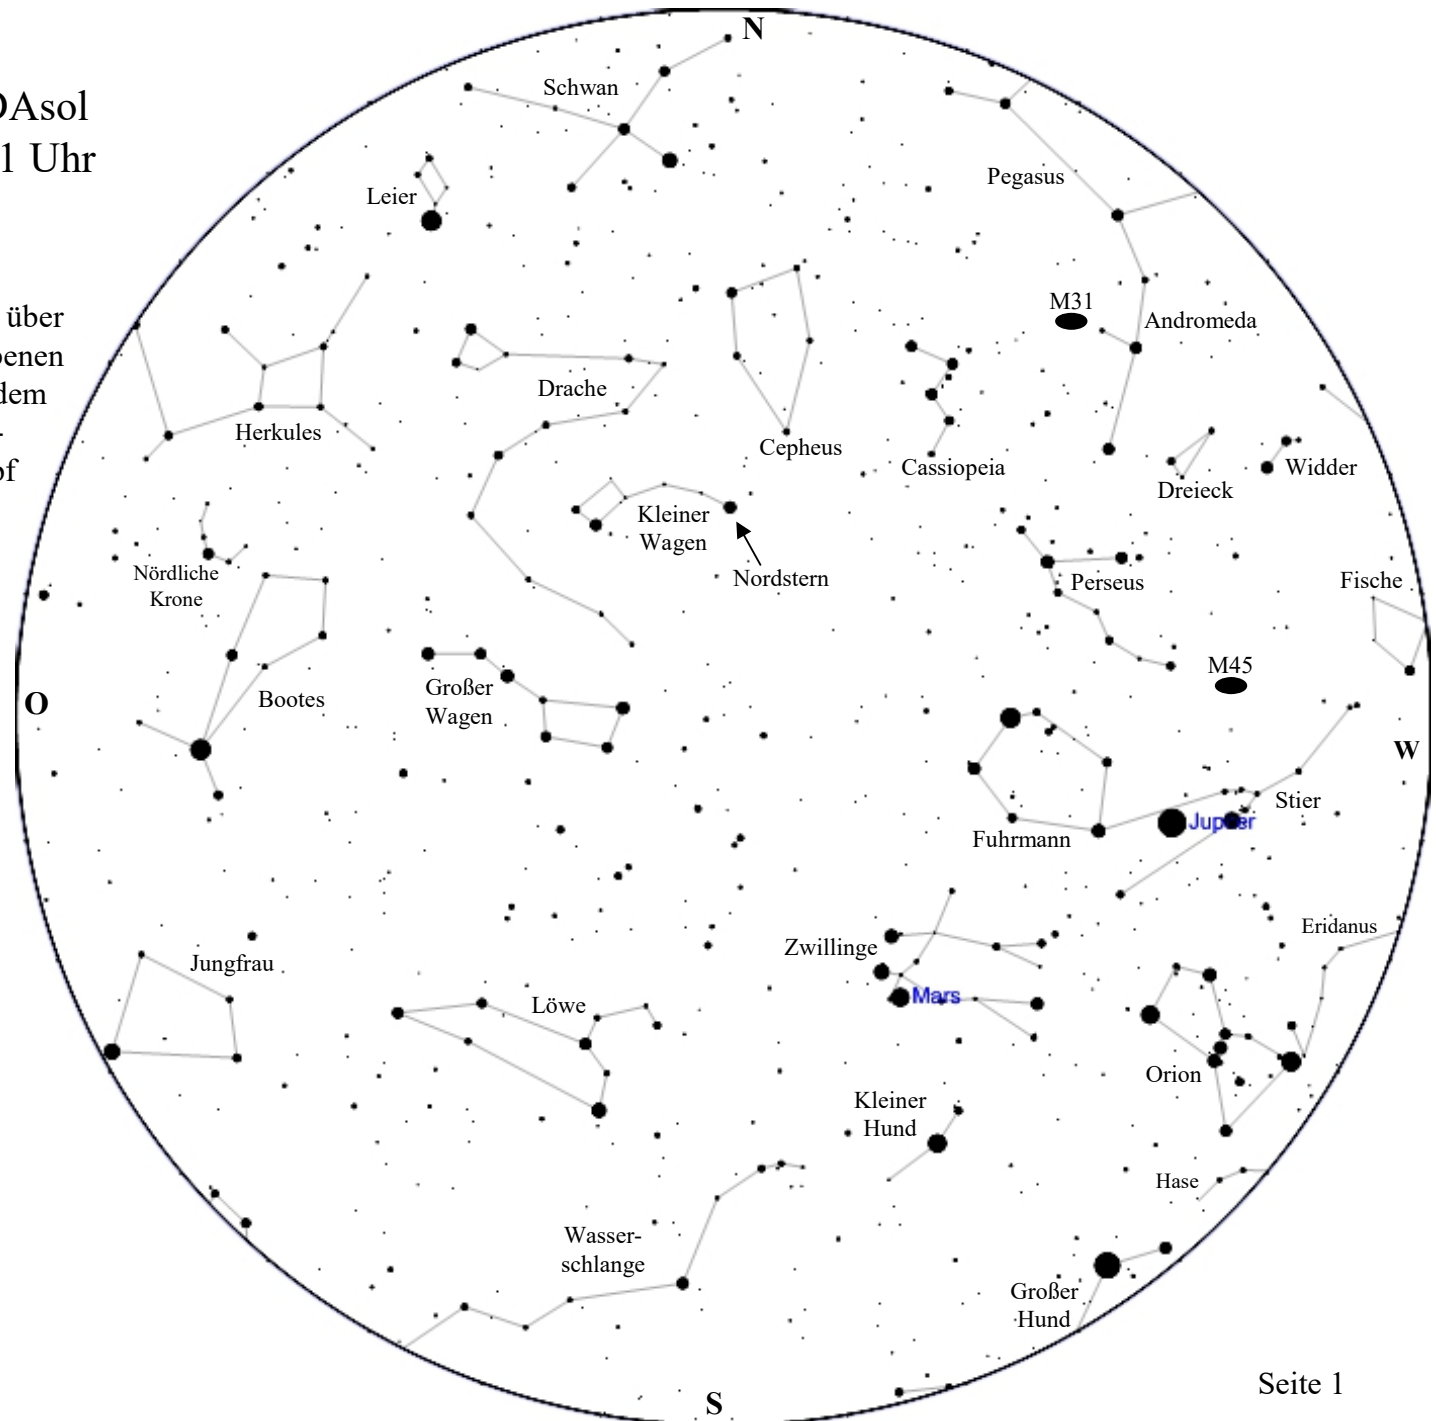 N
Schwan
DAsol
1 Uhr
Pegasus
Leier
M31
über
Andromeda
benen
dem
Drache
-
Herkules
Cepheus
Cassiopeia
Widder
of
Dreieck
Kleiner
Wagen
Nordstern
Nördliche
Krone
Perseus
Fische
M45
Großer
Wagen
Bootes
O
W
Stier
Jupiter
Fuhrmann
Eridanus
Zwillinge
Jungfrau
Mars
Löwe
Orion
Kleiner
Hund
Hase
Wasser-
schlange
Großer
Hund
Seite 1
S